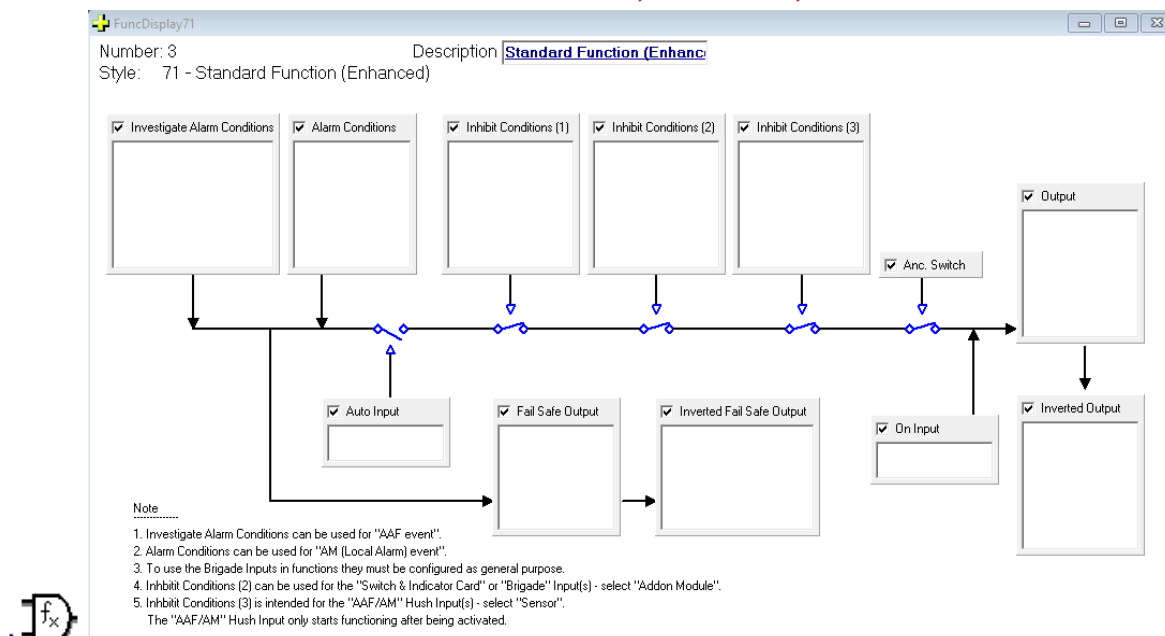 FuncDisplay71
Number: 3
Description Standard Function (Enhanc
Style: 71 - Standard Function (Enhanced)
Investigate Alarm Conditions
Alarm Conditions
Inhibit Conditions (1)
Inhibit Conditions (2)
Inhibit Conditions (3)
Output
Anc. Switch
Auto Input
Fail Safe Output
Inverted Fail Safe Output
On Input
Inverted Output
Note
1. Investigate Alarm Conditions can be used for "AAF event".
2. Alarm Conditions can be used for "AM (Local Alarm) event".
3. To use the Brigade Inputs in functions they must be configured as general purpose.
4. Inhbitit Conditions (2) can be used for the "Switch & Indicator Card" or "Brigade" Input(s) - select "Addon Module".
5. Inhbitit Conditions (3) is intended for the "AAF/AM" Hush Input(s) - select "Sensor".
The "AAF/AM" Hush Input only starts functioning after being activated.
fx